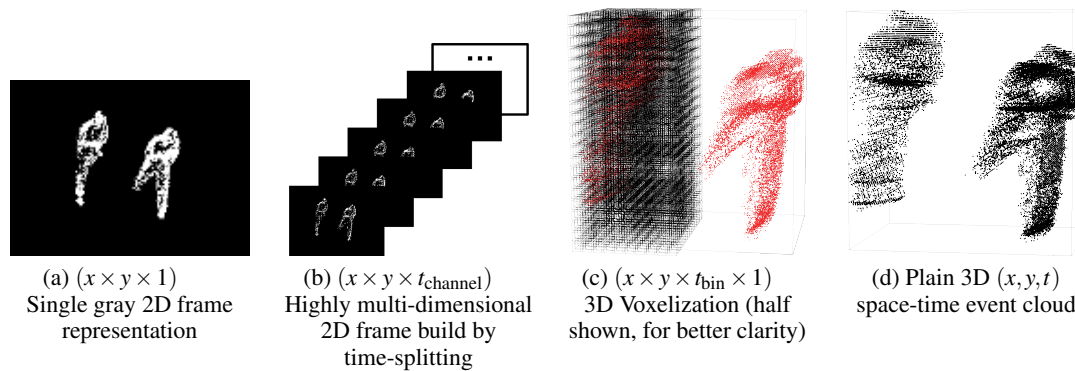 ...
(a) (x × y × 1)
Single gray 2D frame
representation
(b) (x × y × t_channel)
Highly multi-dimensional
2D frame build by
time-splitting
(c) (x × y × t_bin × 1)
3D Voxelization (half
shown, for better clarity)
(d) Plain 3D (x,y,t)
space-time event cloud